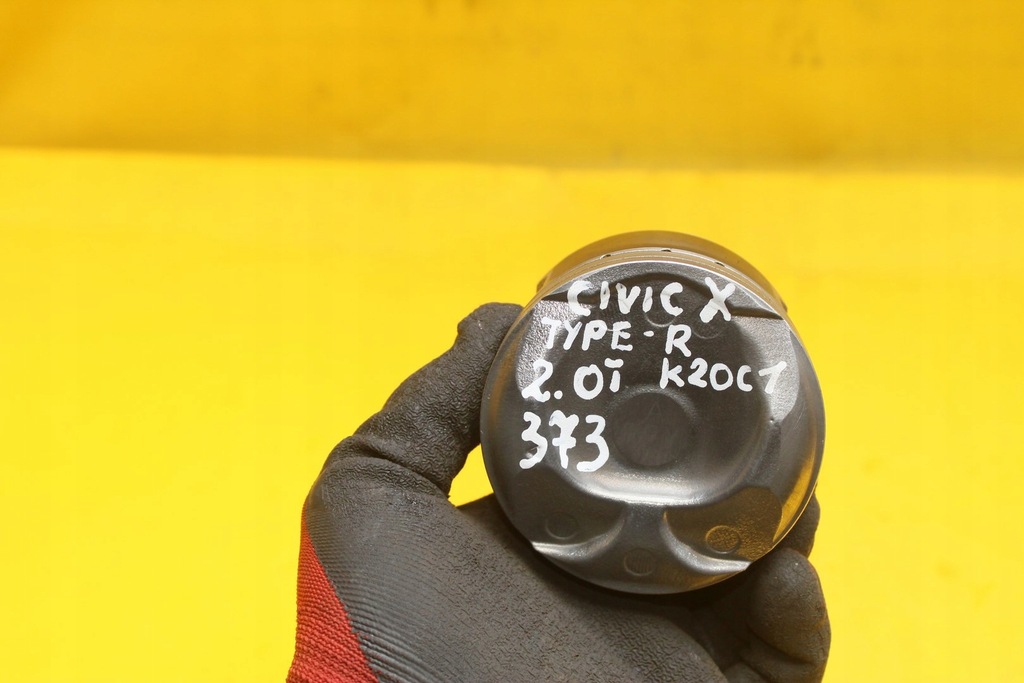 CIVIC X
TYPE-R
2.0i K20C1
373